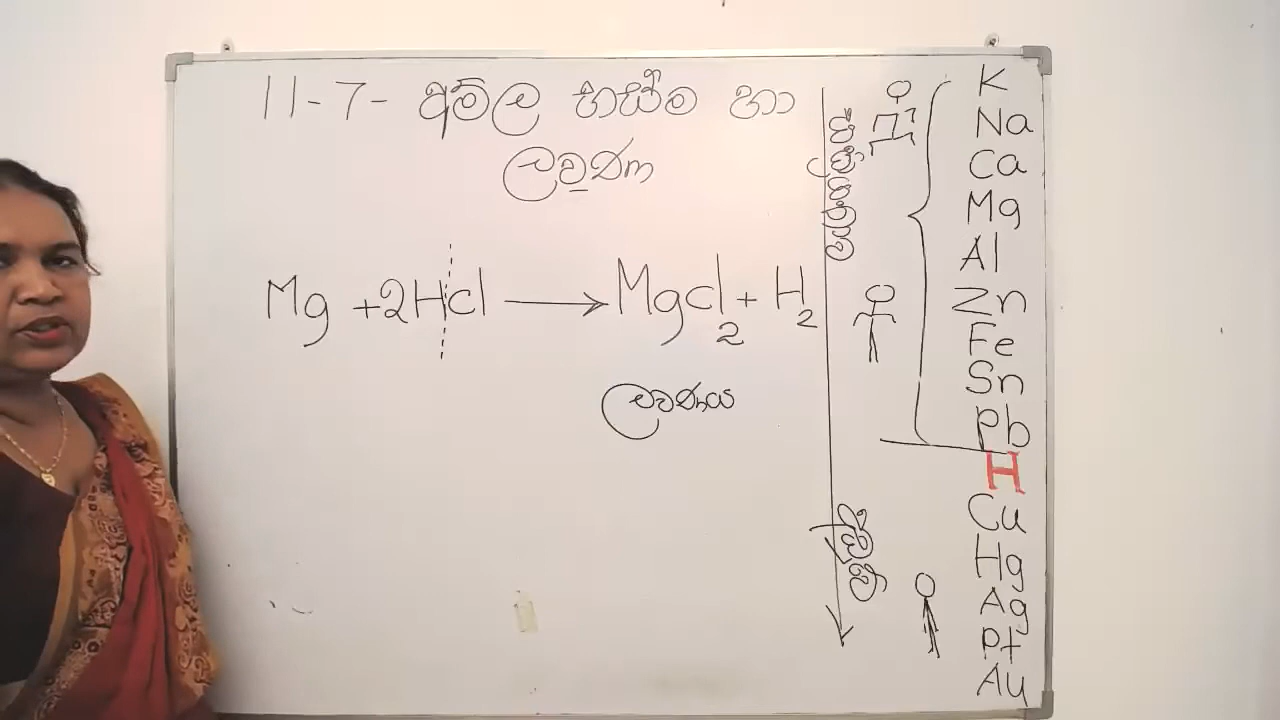 11-7- අම්ල භස්ම හා
ලවණ
Mg +2HCl → MgCl2 + H2
ලවණය
K
Na
Ca
Mg
Al
Zn
Fe
Sn
Pb
H
Cu
Hg
Ag
Pt
Au